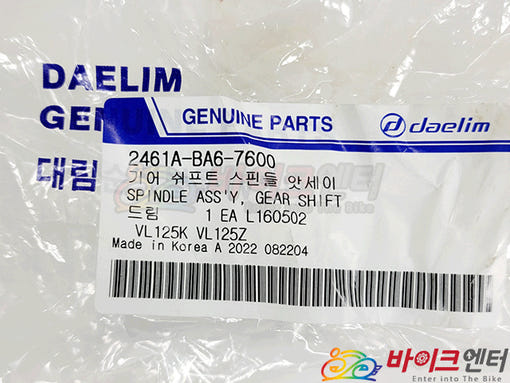 DAELIM
GENUINE
대림
GENUINE PARTS
daelim
2461A-BA6-7600
기어 쉬프트 스핀들 앗세이
SPINDLE ASS'Y, GEAR SHIFT
드림 1 EA L160502
VL125K VL125Z
Made in Korea A 2022 082204
바이크엔터
Enter into The Bike